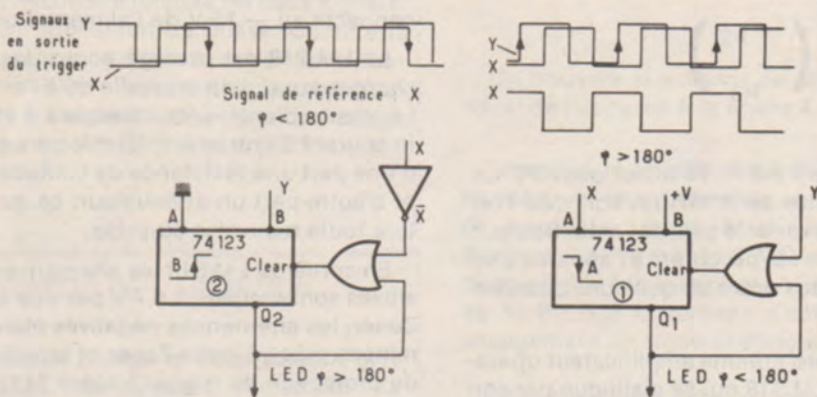 Signaux Y
en sortie
du trigger
X X
Signal de référence X
φ < 180°
Y
X X
X X
φ > 180°
X
X̄
Y
A B
74123
B Clear
②
Q2
LED φ > 180°
X +V Y
A B
74123
A Clear
①
Q1
LED φ < 180°